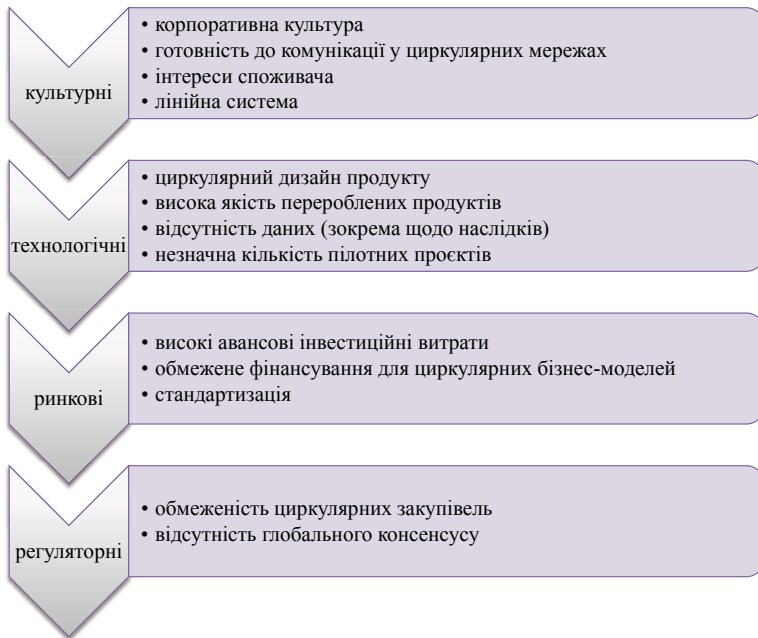 культурні
• корпоративна культура
• готовність до комунікації у циркулярних мережах
• інтереси споживача
• лінійна система
технологічні
• циркулярний дизайн продукту
• висока якість перероблених продуктів
• відсутність даних (зокрема щодо наслідків)
• незначна кількість пілотних проєктів
ринкові
• високі авансові інвестиційні витрати
• обмежене фінансування для циркулярних бізнес-моделей
• стандартизація
регуляторні
• обмеженість циркулярних закупівель
• відсутність глобального консенсусу